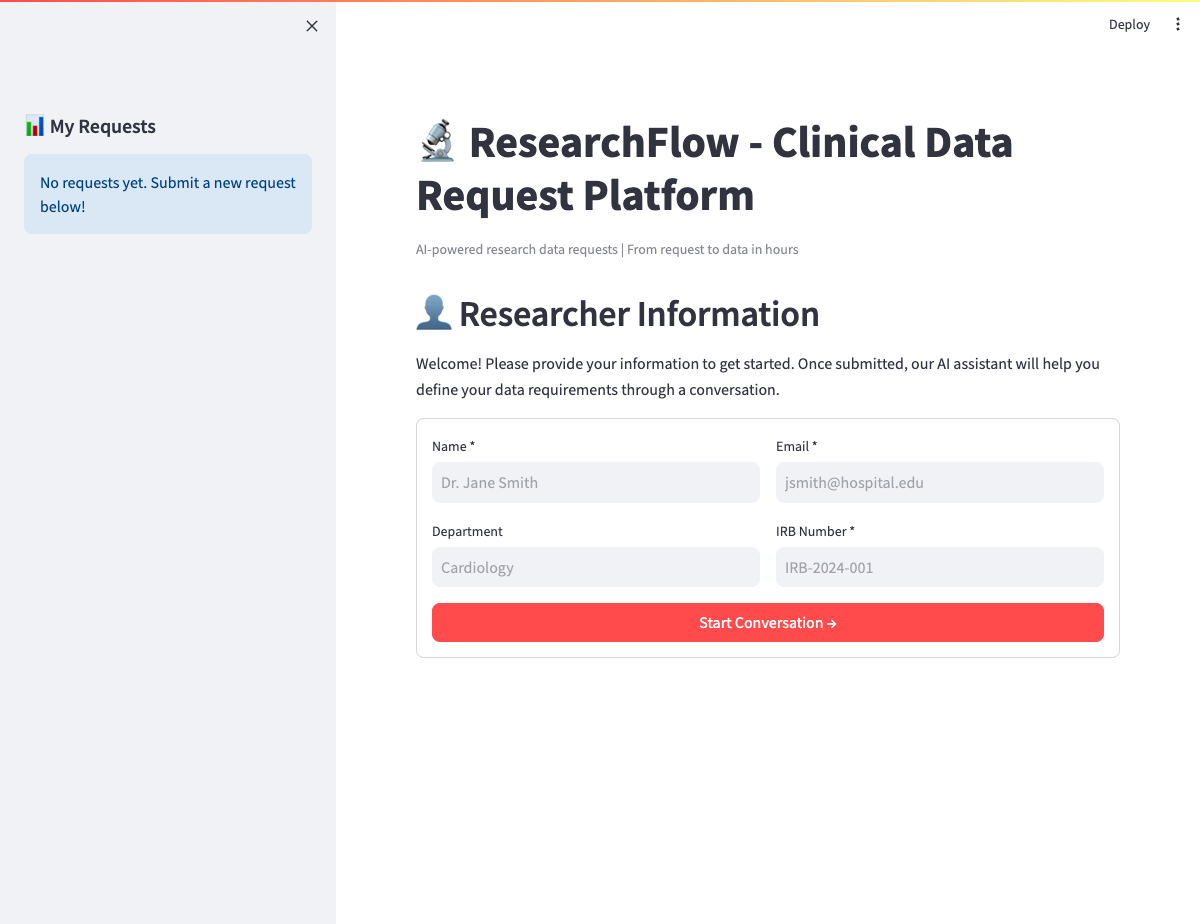 Deploy
My Requests
No requests yet. Submit a new request
below!
ResearchFlow - Clinical Data
Request Platform
AI-powered research data requests | From request to data in hours
Researcher Information
Welcome! Please provide your information to get started. Once submitted, our AI assistant will help you
define your data requirements through a conversation.
Name *
Email *
Dr. Jane Smith
jsmith@hospital.edu
Department
IRB Number *
Cardiology
IRB-2024-001
Start Conversation →